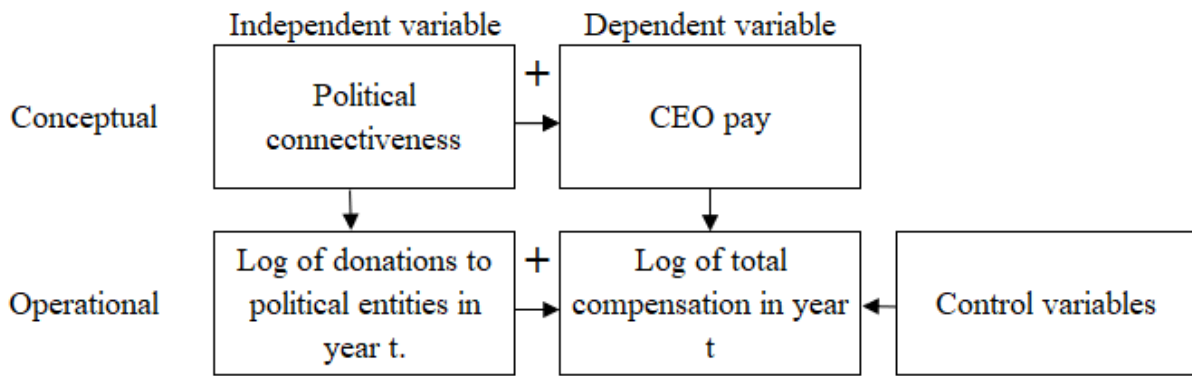 Independent variable
Dependent variable
Conceptual
Political
connectiveness
+
CEO pay
Operational
Log of donations to
political entities in
year t.
+
Log of total
compensation in year
t
Control variables